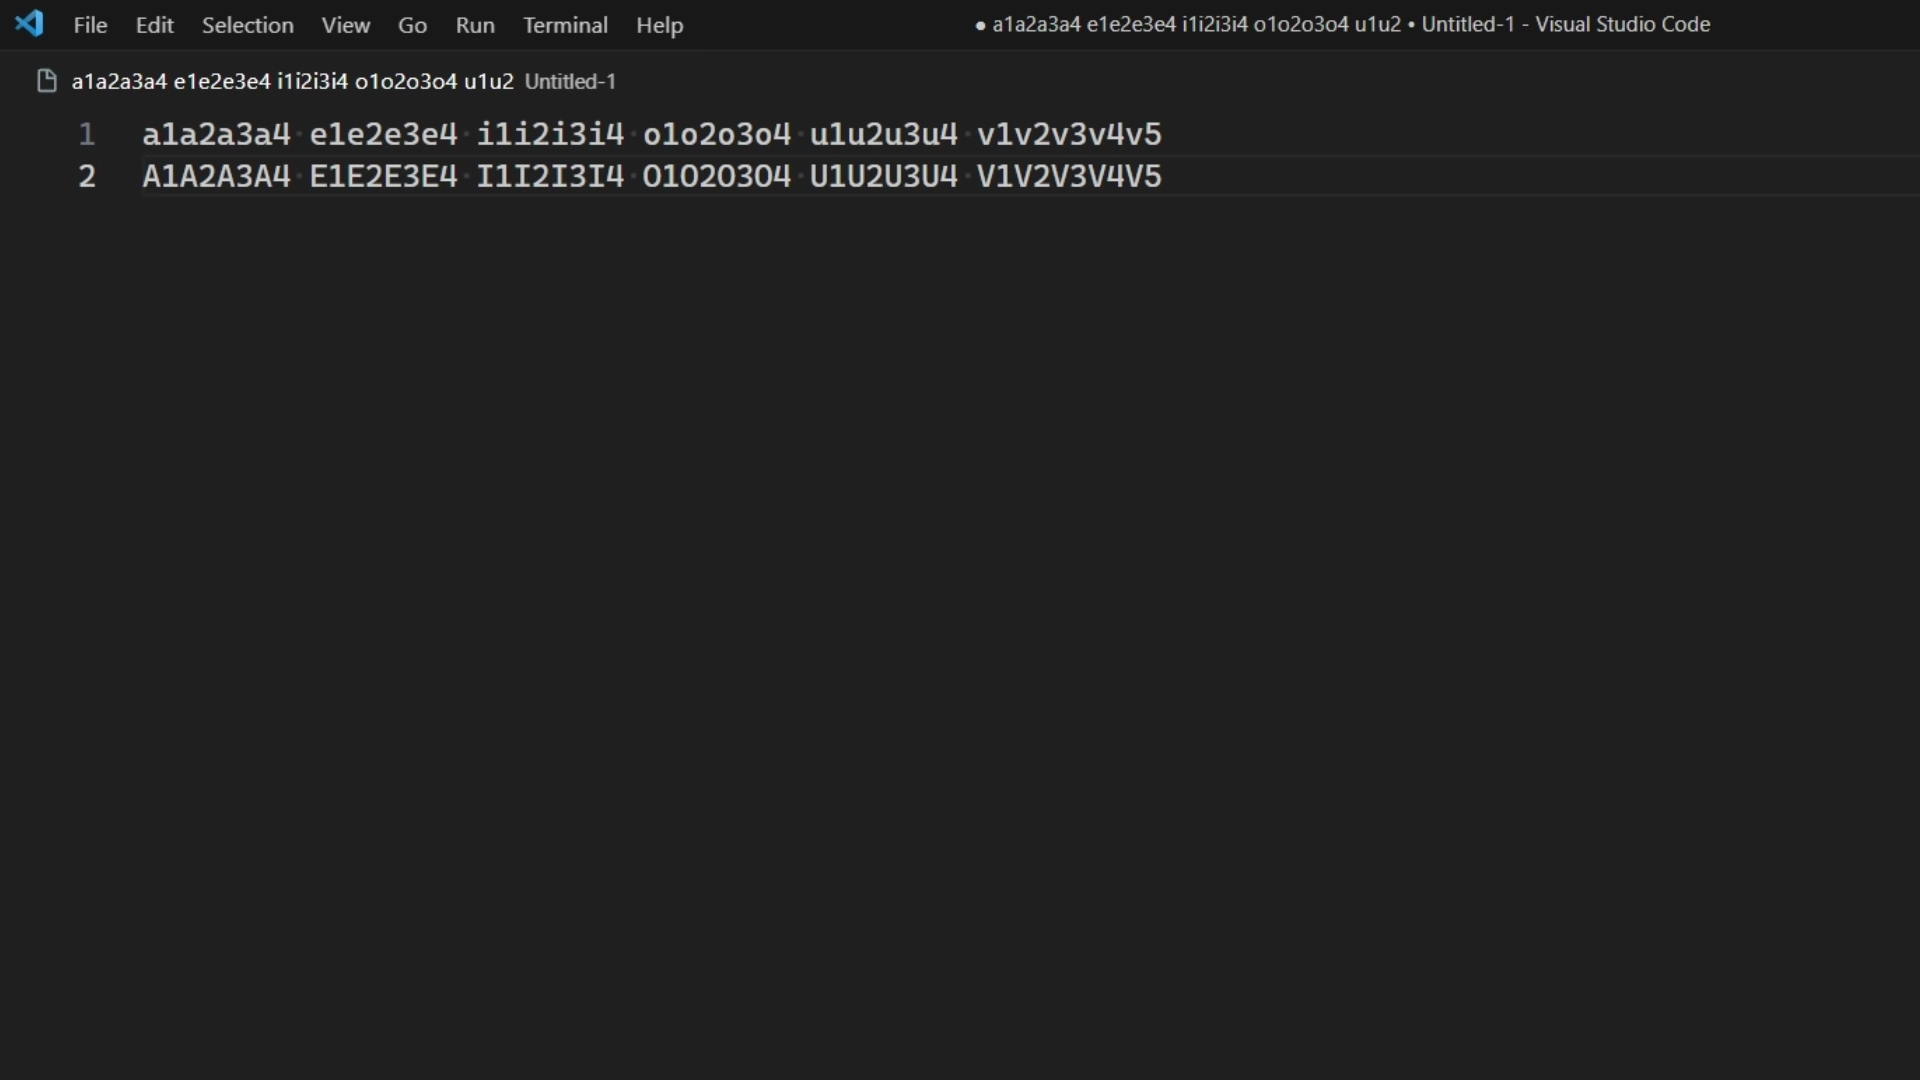 File Edit Selection View Go Run Terminal Help ● a1a2a3a4 e1e2e3e4 i1i2i3i4 o1o2o3o4 u1u2 • Untitled-1 - Visual Studio Code
a1a2a3a4 e1e2e3e4 i1i2i3i4 o1o2o3o4 u1u2 Untitled-1
1 a1a2a3a4 e1e2e3e4 i1i2i3i4 o1o2o3o4 u1u2u3u4 v1v2v3v4v5
2 A1A2A3A4 E1E2E3E4 I1I2I3I4 O1O2O3O4 U1U2U3U4 V1V2V3V4V5